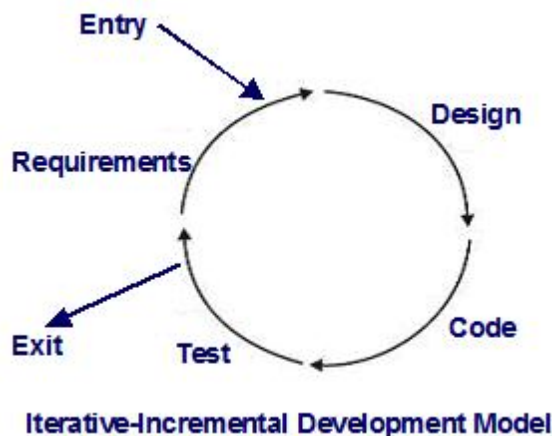 Entry
Design
Requirements
Code
Exit
Test
Iterative-Incremental Development Model